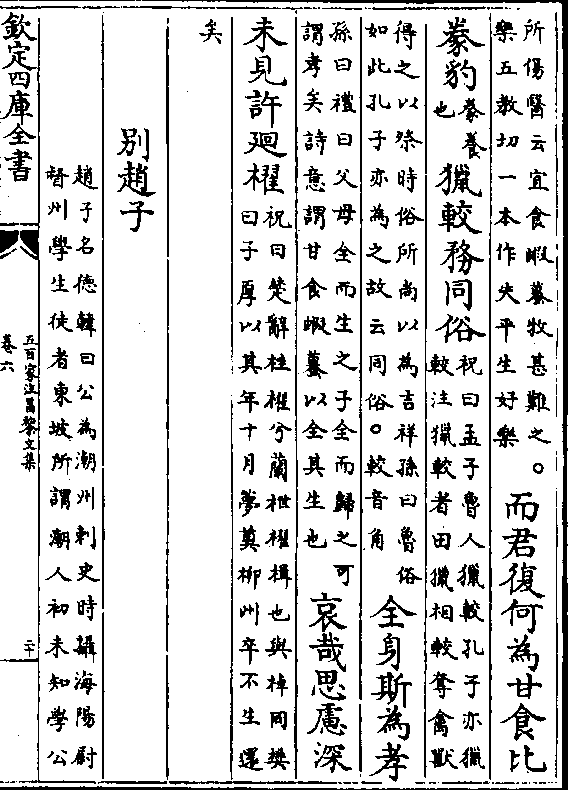 所傷醫云宜食暇蟇牧甚難之。
樂五教切一本作失平生好樂
而君復何為甘食比
豢豹
豢養
也
獵較務同俗
祝曰孟子魯人獵較孔子亦獵
較注獵較者田獵相較奪禽獸
得之以祭時俗所尚以為吉祥孫曰魯俗
如此孔子亦為之故云同俗。較音角
全身斯為孝
孫曰禮曰父母全而生之子全而歸之可
謂孝矣詩意謂甘食暇蟇以全其生也
哀哉思慮深
未見許廻櫂
祝曰楚辭桂櫂兮蘭枻櫂楫也與棹同樊
曰子厚以其年十月夢奠柳州卒不生還
矣
別趙子
趙子名德韓曰公為潮州刺史時攝海陽尉
督州學生徒者東坡所謂潮人初未知學公
欽定四庫全書
五百家注昌黎文集
卷六
二十